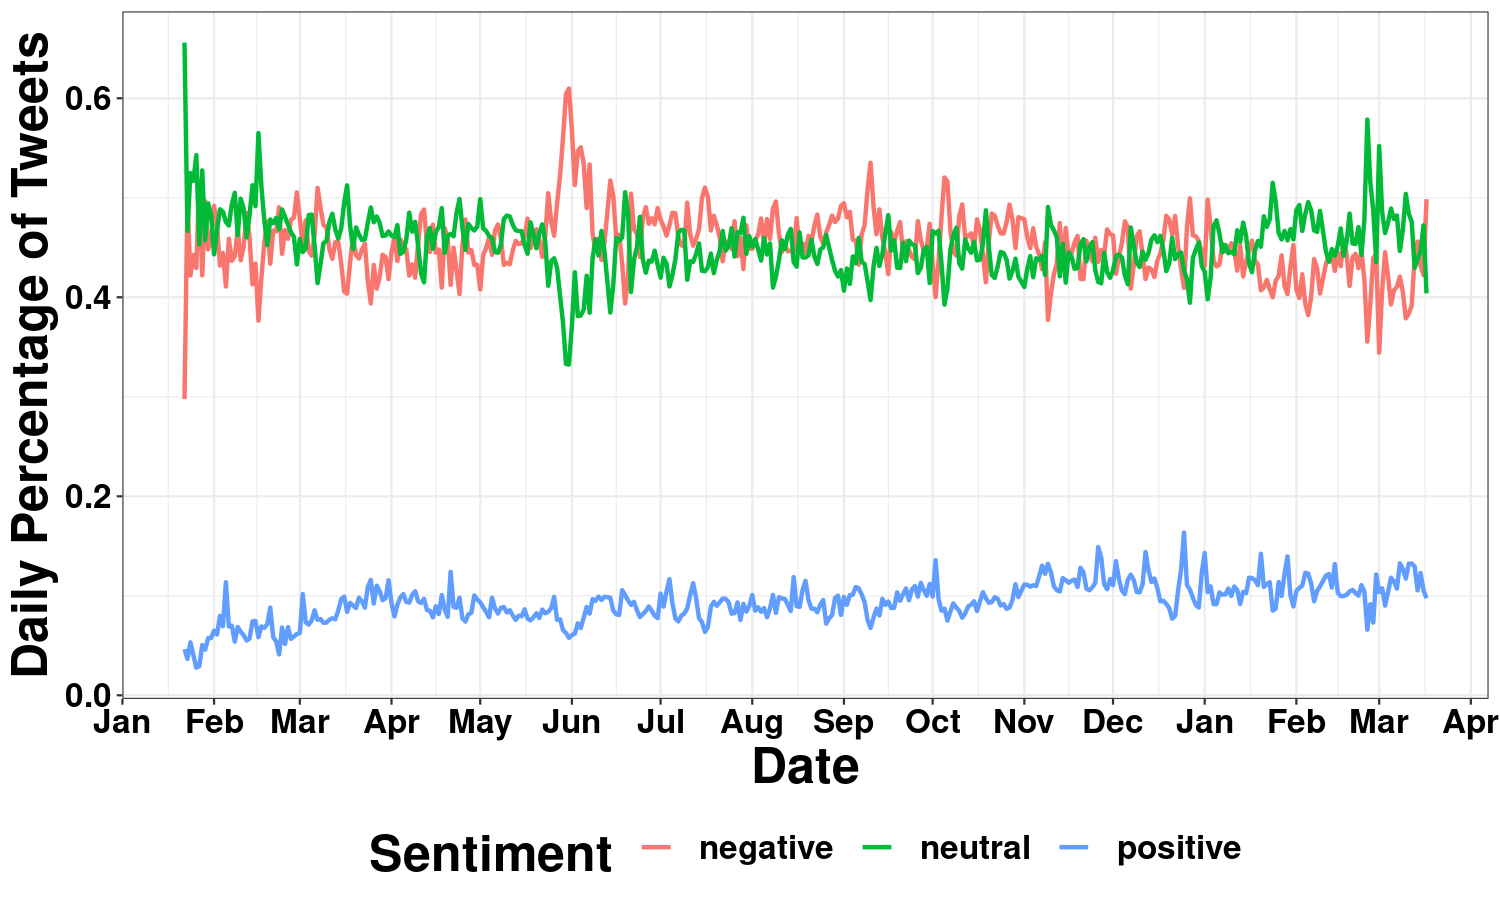 Daily Percentage of Tweets
0.6
0.4
0.2
0.0
Jan Feb Mar Apr May Jun Jul Aug Sep Oct Nov Dec Jan Feb Mar Apr
Date
Sentiment negative neutral positive